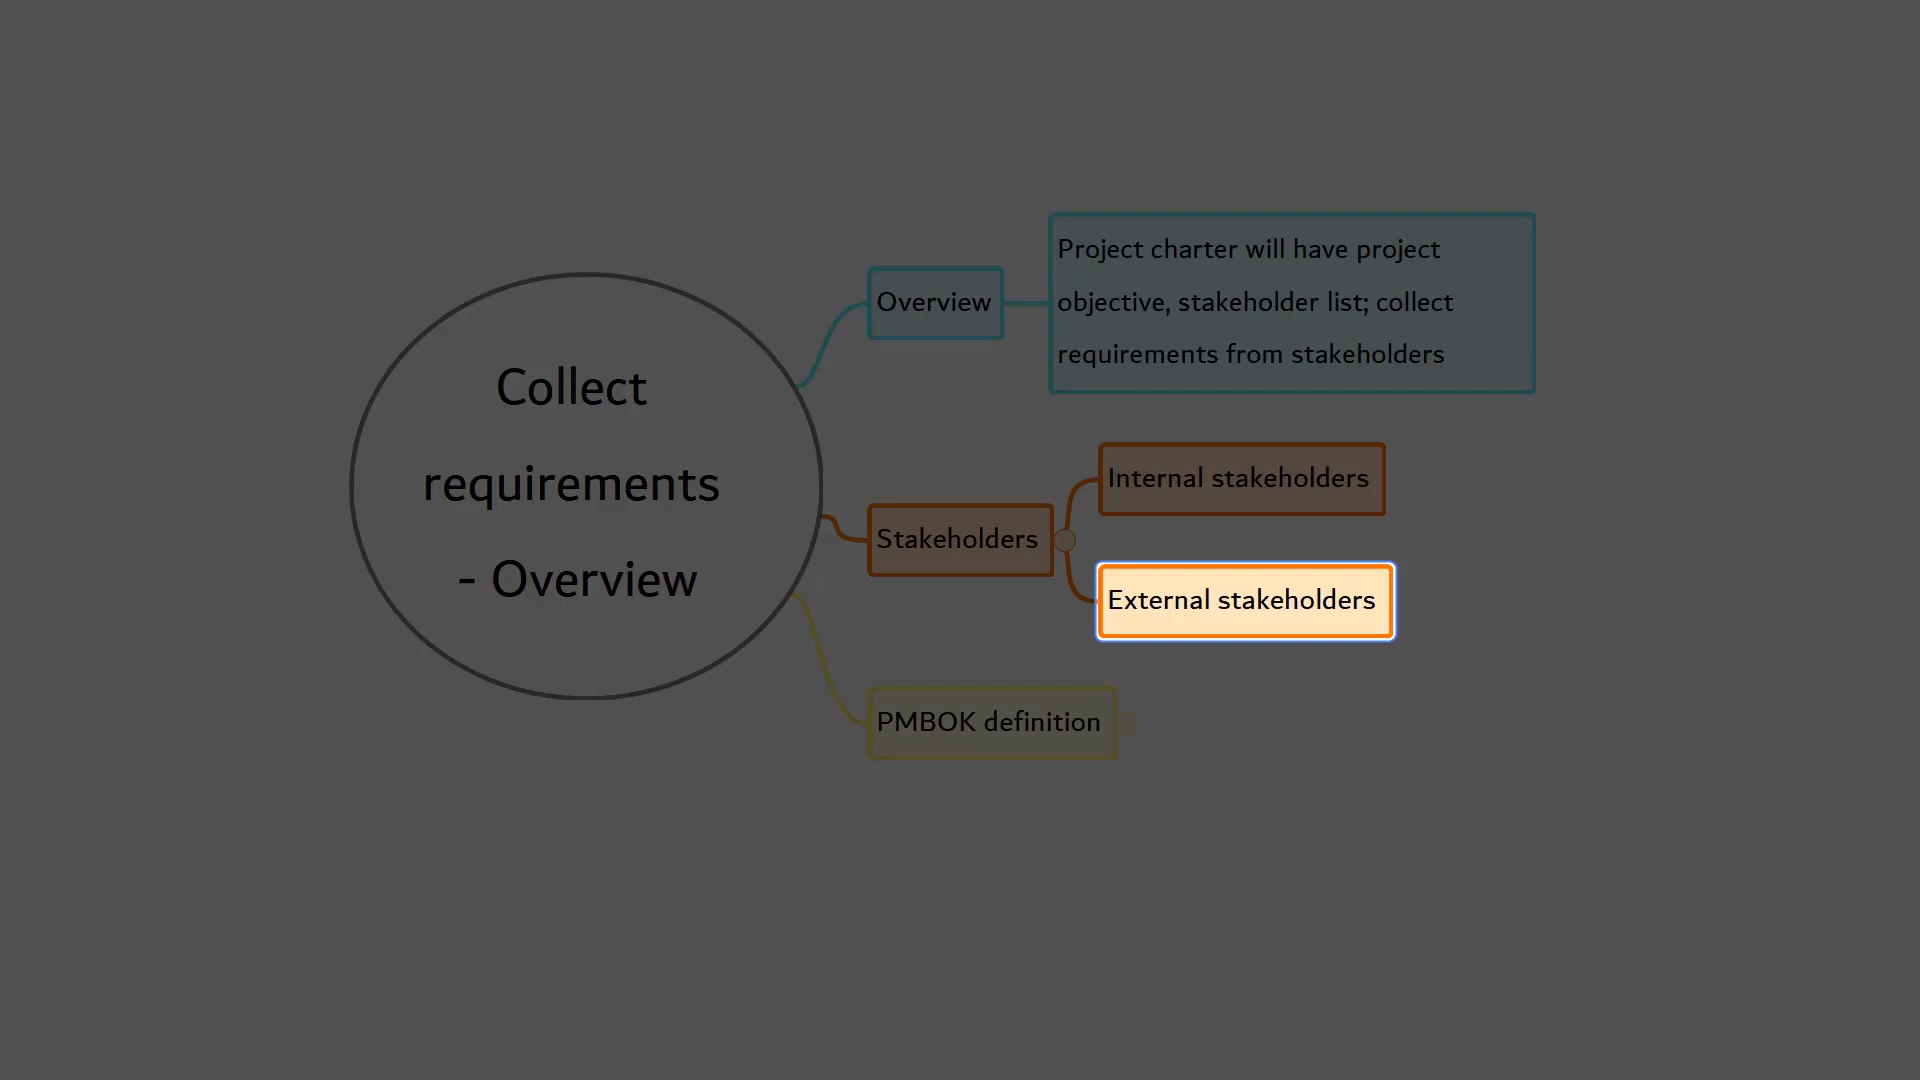 Collect
requirements
- Overview
Overview
Project charter will have project
objective, stakeholder list; collect
requirements from stakeholders
Stakeholders
Internal stakeholders
External stakeholders
PMBOK definition